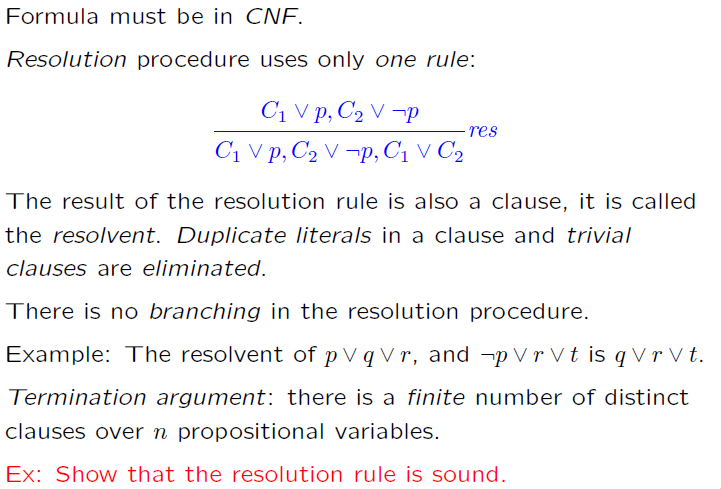 Formula must be in CNF.
Resolution procedure uses only one rule:
C₁ ∨ p, C₂ ∨ ¬p
res
C₁ ∨ p, C₂ ∨ ¬p, C₁ ∨ C₂
The result of the resolution rule is also a clause, it is called
the resolvent. Duplicate literals in a clause and trivial
clauses are eliminated.
There is no branching in the resolution procedure.
Example: The resolvent of p ∨ q ∨ r, and ¬p ∨ r ∨ t is q ∨ r ∨ t.
Termination argument: there is a finite number of distinct
clauses over n propositional variables.
Ex: Show that the resolution rule is sound.